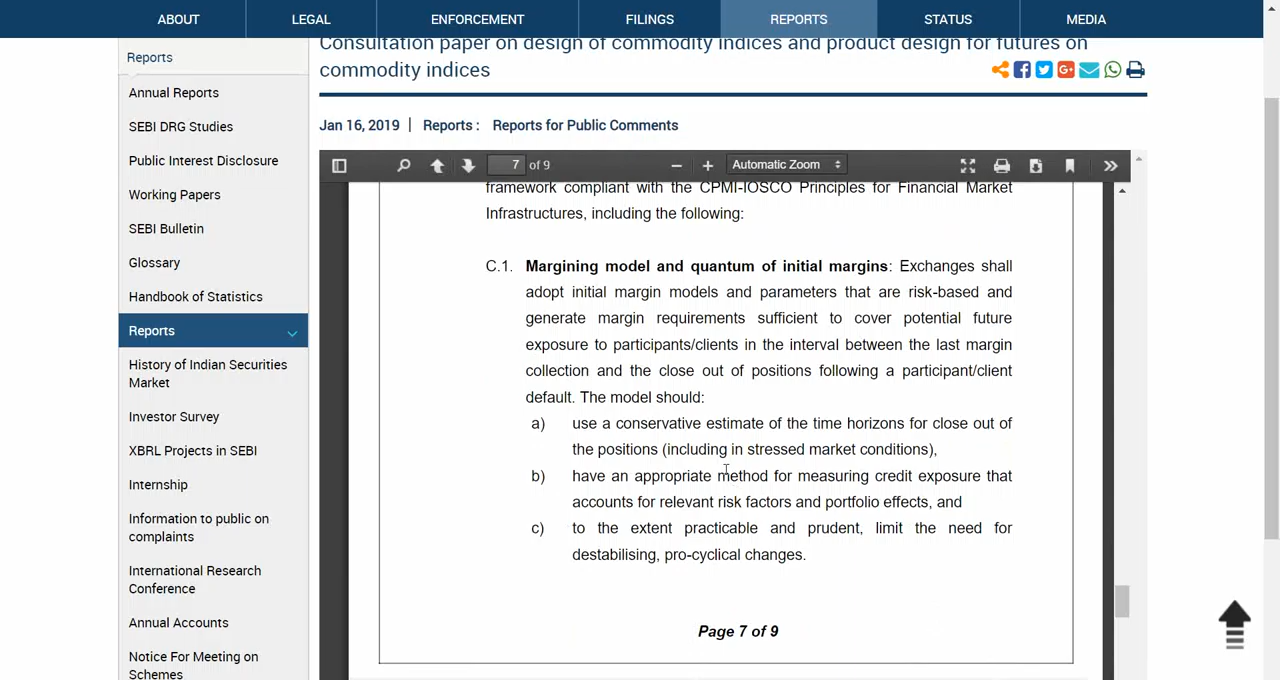 ABOUT LEGAL ENFORCEMENT FILINGS REPORTS STATUS MEDIA
Reports
Annual Reports
SEBI DRG Studies
Public Interest Disclosure
Working Papers
SEBI Bulletin
Glossary
Handbook of Statistics
Reports
History of Indian Securities
Market
Investor Survey
XBRL Projects in SEBI
Internship
Information to public on
complaints
International Research
Conference
Annual Accounts
Notice For Meeting on
Schemes
Consultation paper on design of commodity indices and product design for futures on
commodity indices
Jan 16, 2019 | Reports : Reports for Public Comments
7 of 9 Automatic Zoom
framework compliant with the CPMI-IOSCO Principles for Financial Market
Infrastructures, including the following:
C.1. Margining model and quantum of initial margins: Exchanges shall
adopt initial margin models and parameters that are risk-based and
generate margin requirements sufficient to cover potential future
exposure to participants/clients in the interval between the last margin
collection and the close out of positions following a participant/client
default. The model should:
a) use a conservative estimate of the time horizons for close out of
the positions (including in stressed market conditions),
b) have an appropriate method for measuring credit exposure that
accounts for relevant risk factors and portfolio effects, and
c) to the extent practicable and prudent, limit the need for
destabilising, pro-cyclical changes.
Page 7 of 9